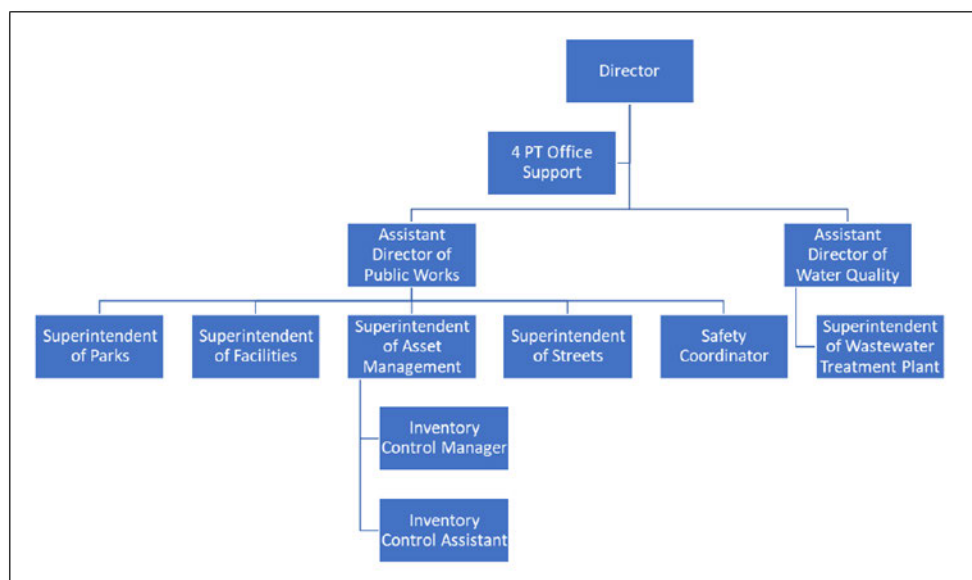 Director
4 PT Office
Support
Assistant
Director of
Public Works
Assistant
Director of
Water Quality
Superintendent
of Parks
Superintendent
of Facilities
Superintendent
of Asset
Management
Superintendent
of Streets
Safety
Coordinator
Superintendent
of Wastewater
Treatment Plant
Inventory
Control Manager
Inventory
Control Assistant